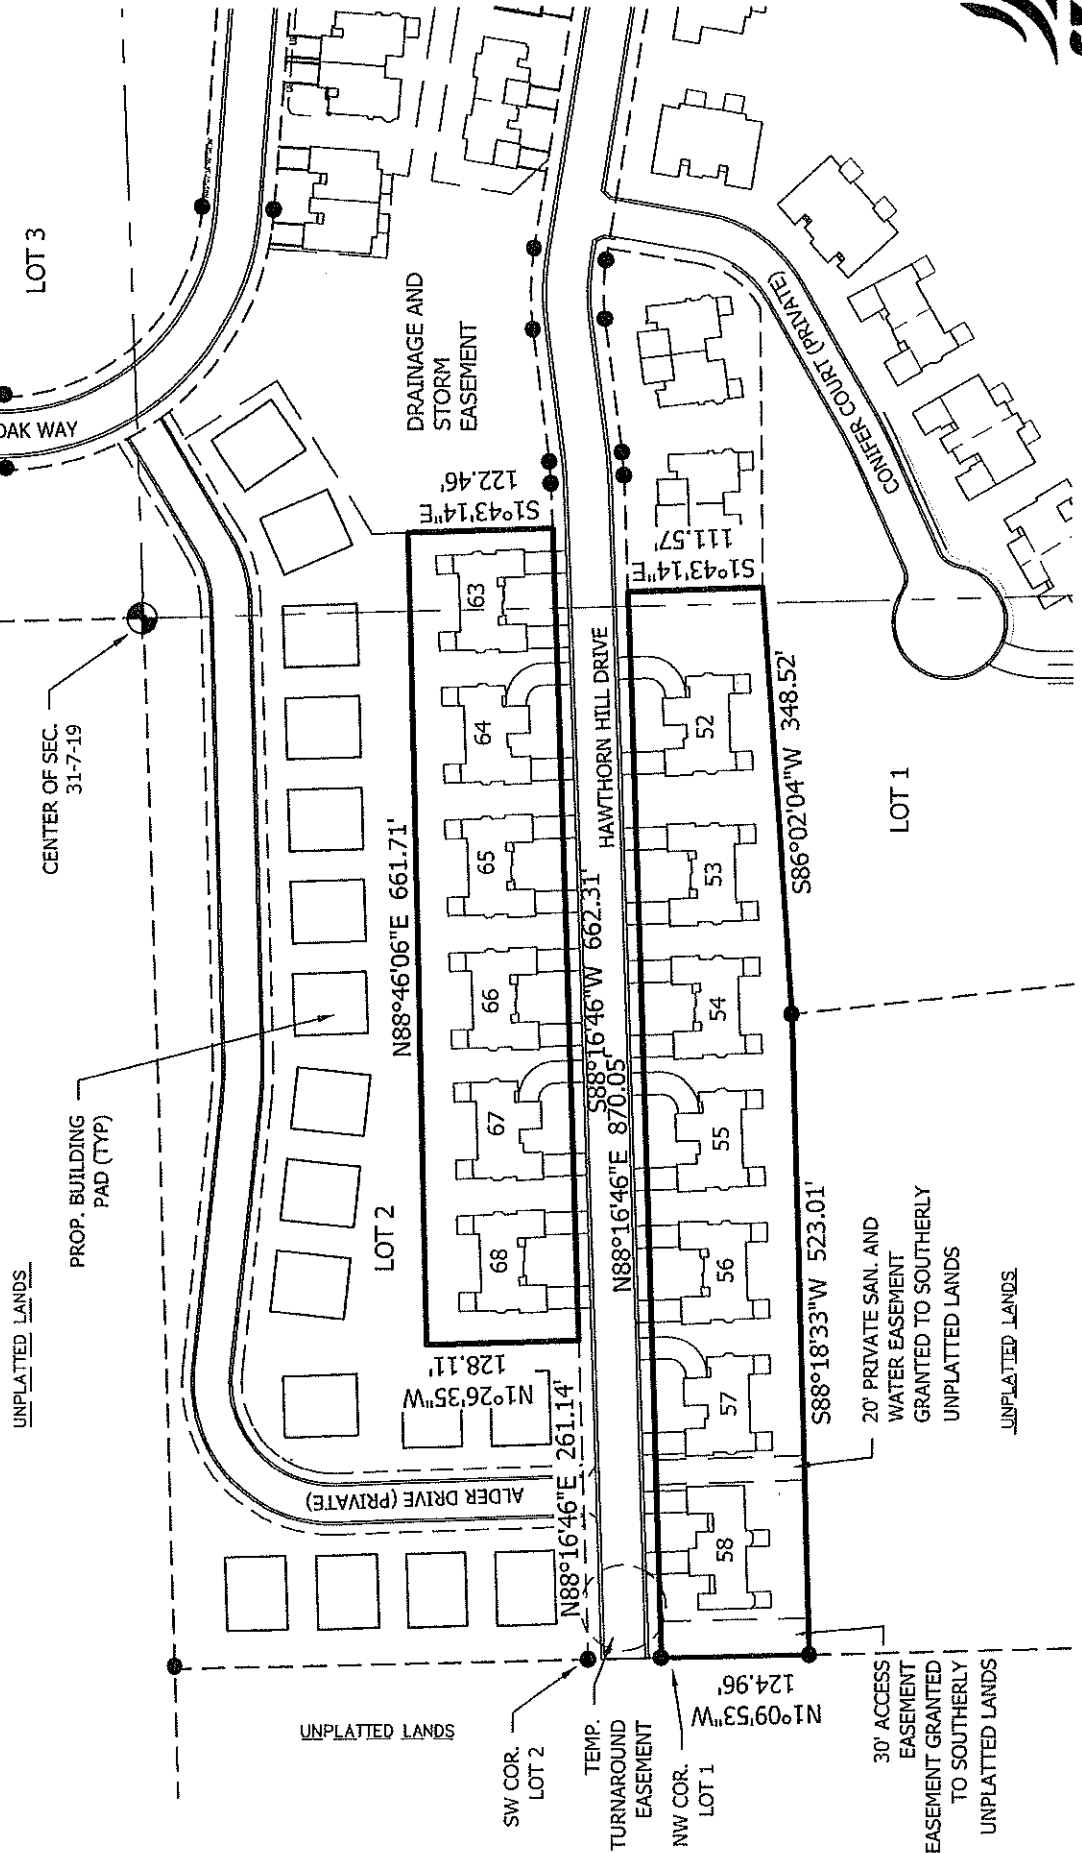 LOT 3
OAK WAY
CENTER OF SEC.
31-7-19
UNPLATTED LANDS
PROP. BUILDING
PAD (TYP)
DRAINAGE AND
STORM
EASEMENT
LOT 2
N88°46'06"E 661.71'
S1°43'14"E
122.46'
63
64
65
66
67
68
N1°26'35"W
128.11'
S88°16'46"W 662.31'
HAWTHORN HILL DRIVE
N88°16'46"E 870.05'
N88°16'46"E 261.14'
ALDER DRIVE (PRIVATE)
S1°43'14"E
111.57'
52
53
54
55
56
57
58
CONIFER COURT (PRIVATE)
S86°02'04"W 348.52'
LOT 1
S88°18'33"W 523.01'
20' PRIVATE SAN. AND
WATER EASEMENT
GRANTED TO SOUTHERLY
UNPLATTED LANDS
UNPLATTED LANDS
UNPLATTED LANDS
SW COR.
LOT 2
TEMP.
TURNAROUND
EASEMENT
NW COR.
LOT 1
N1°09'53"W
124.96'
30' ACCESS
EASEMENT
EASEMENT GRANTED
TO SOUTHERLY
UNPLATTED LANDS